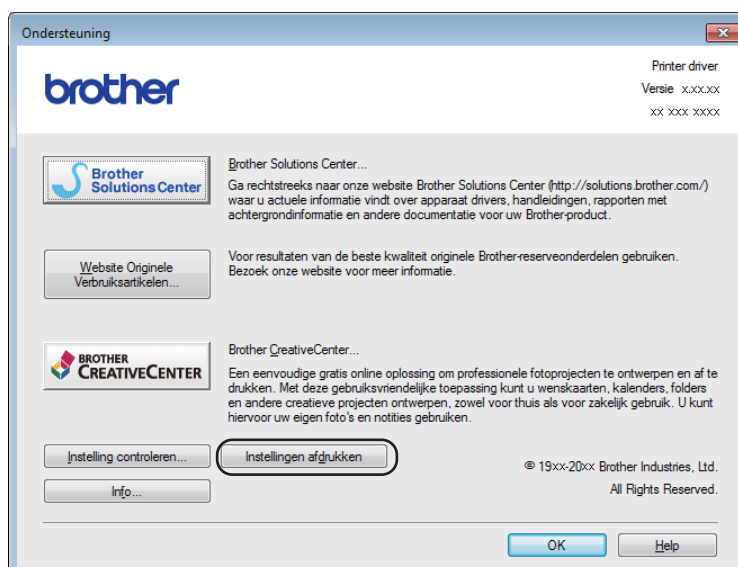 Ondersteuning
brother
Printer driver
Versie x.xx.xx
xx xxx xxxx
Brother
Solutions Center
Brother Solutions Center...
Ga rechtstreeks naar onze website Brother Solutions Center (http://solutions.brother.com/)
waar u actuele informatie vindt over apparaat drivers, handleidingen, rapporten met
achtergrondinformatie en andere documentatie voor uw Brother-product.
Website Originele
Verbruiksartikelen...
Voor resultaten van de beste kwaliteit originele Brother-reserveonderdelen gebruiken.
Bezoek onze website voor meer informatie.
BROTHER
CREATIVECENTER
Brother CreativeCenter...
Een eenvoudige gratis online oplossing om professionele fotoprojecten te ontwerpen en af te
drukken. Met deze gebruiksvriendelijke toepassing kunt u wenskaarten, kalenders, folders
en andere creatieve projecten ontwerpen, zowel voor thuis als voor zakelijk gebruik. U kunt
hiervoor uw eigen foto's en notities gebruiken.
Instelling controleren...
Instellingen afdrukken
Info...
© 19xx-20xx Brother Industries, Ltd.
All Rights Reserved.
OK
Help